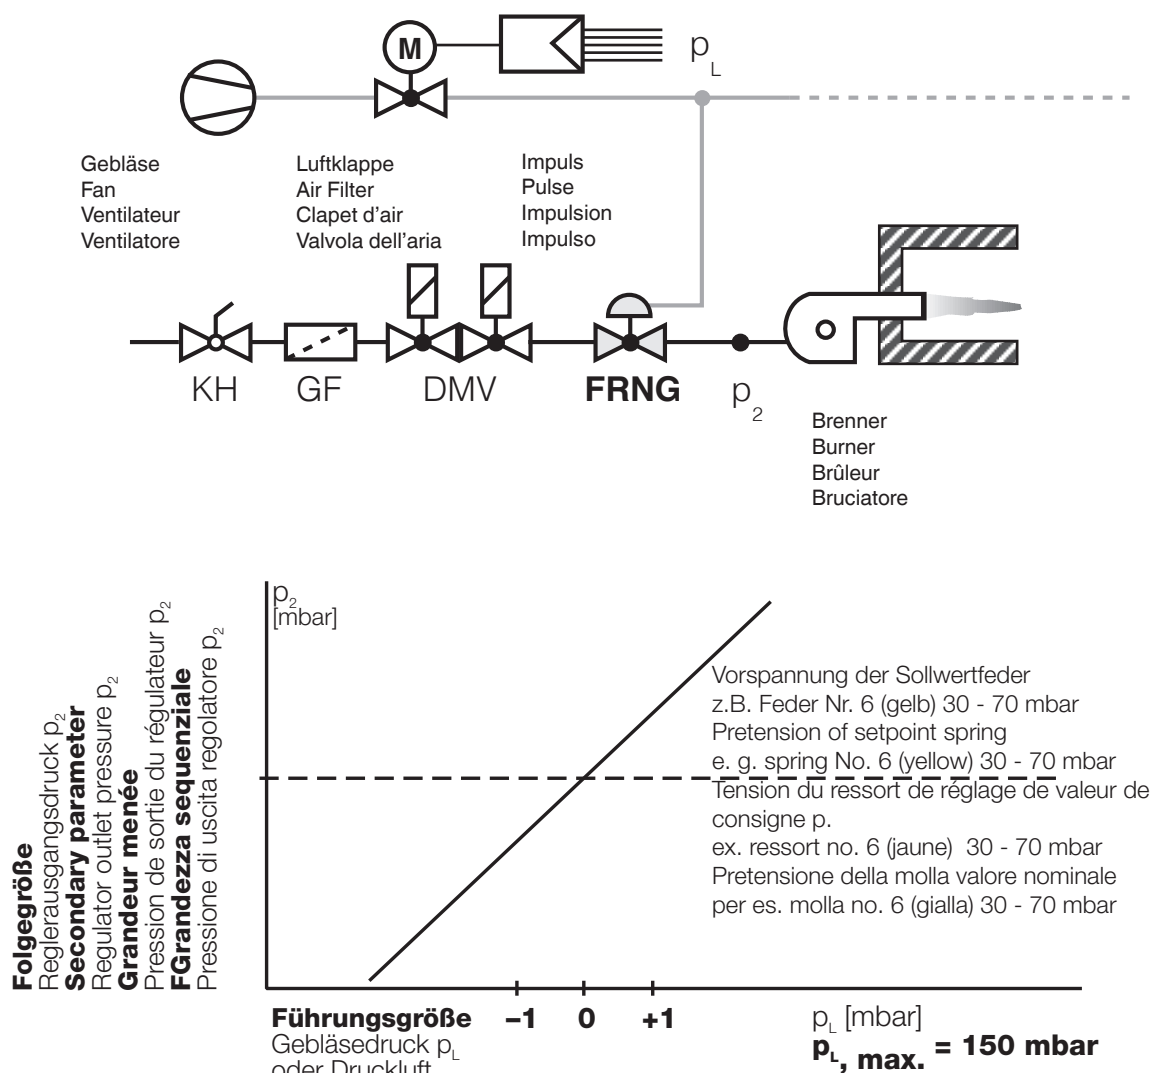 M
p
L
Gebläse
Fan
Ventilateur
Ventilatore
Luftklappe
Air Filter
Clapet d'air
Valvola dell'aria
Impuls
Pulse
Impulsion
Impulso
KH
GF
DMV
FRNG
p2
Brenner
Burner
Brûleur
Bruciatore
p2
[mbar]
Folgegröße
Reglerausgangsdruck p2
Secondary parameter
Regulator outlet pressure p2
Grandeur menée
Pression de sortie du régulateur p2
FGrandezza sequenziale
Pressione di uscita regolatore p2
Vorspannung der Sollwertfeder
z.B. Feder Nr. 6 (gelb) 30 - 70 mbar
Pretension of setpoint spring
e. g. spring No. 6 (yellow) 30 - 70 mbar
Tension du ressort de réglage de valeur de
consigne p.
ex. ressort no. 6 (jaune) 30 - 70 mbar
Pretensione della molla valore nominale
per es. molla no. 6 (gialla) 30 - 70 mbar
–1 0 +1
Führungsgröße
Gebläsedruck pL
oder Druckluft
pL [mbar]
pL, max. = 150 mbar